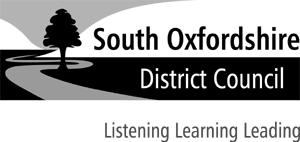 South Oxfordshire
District Council
Listening Learning Leading